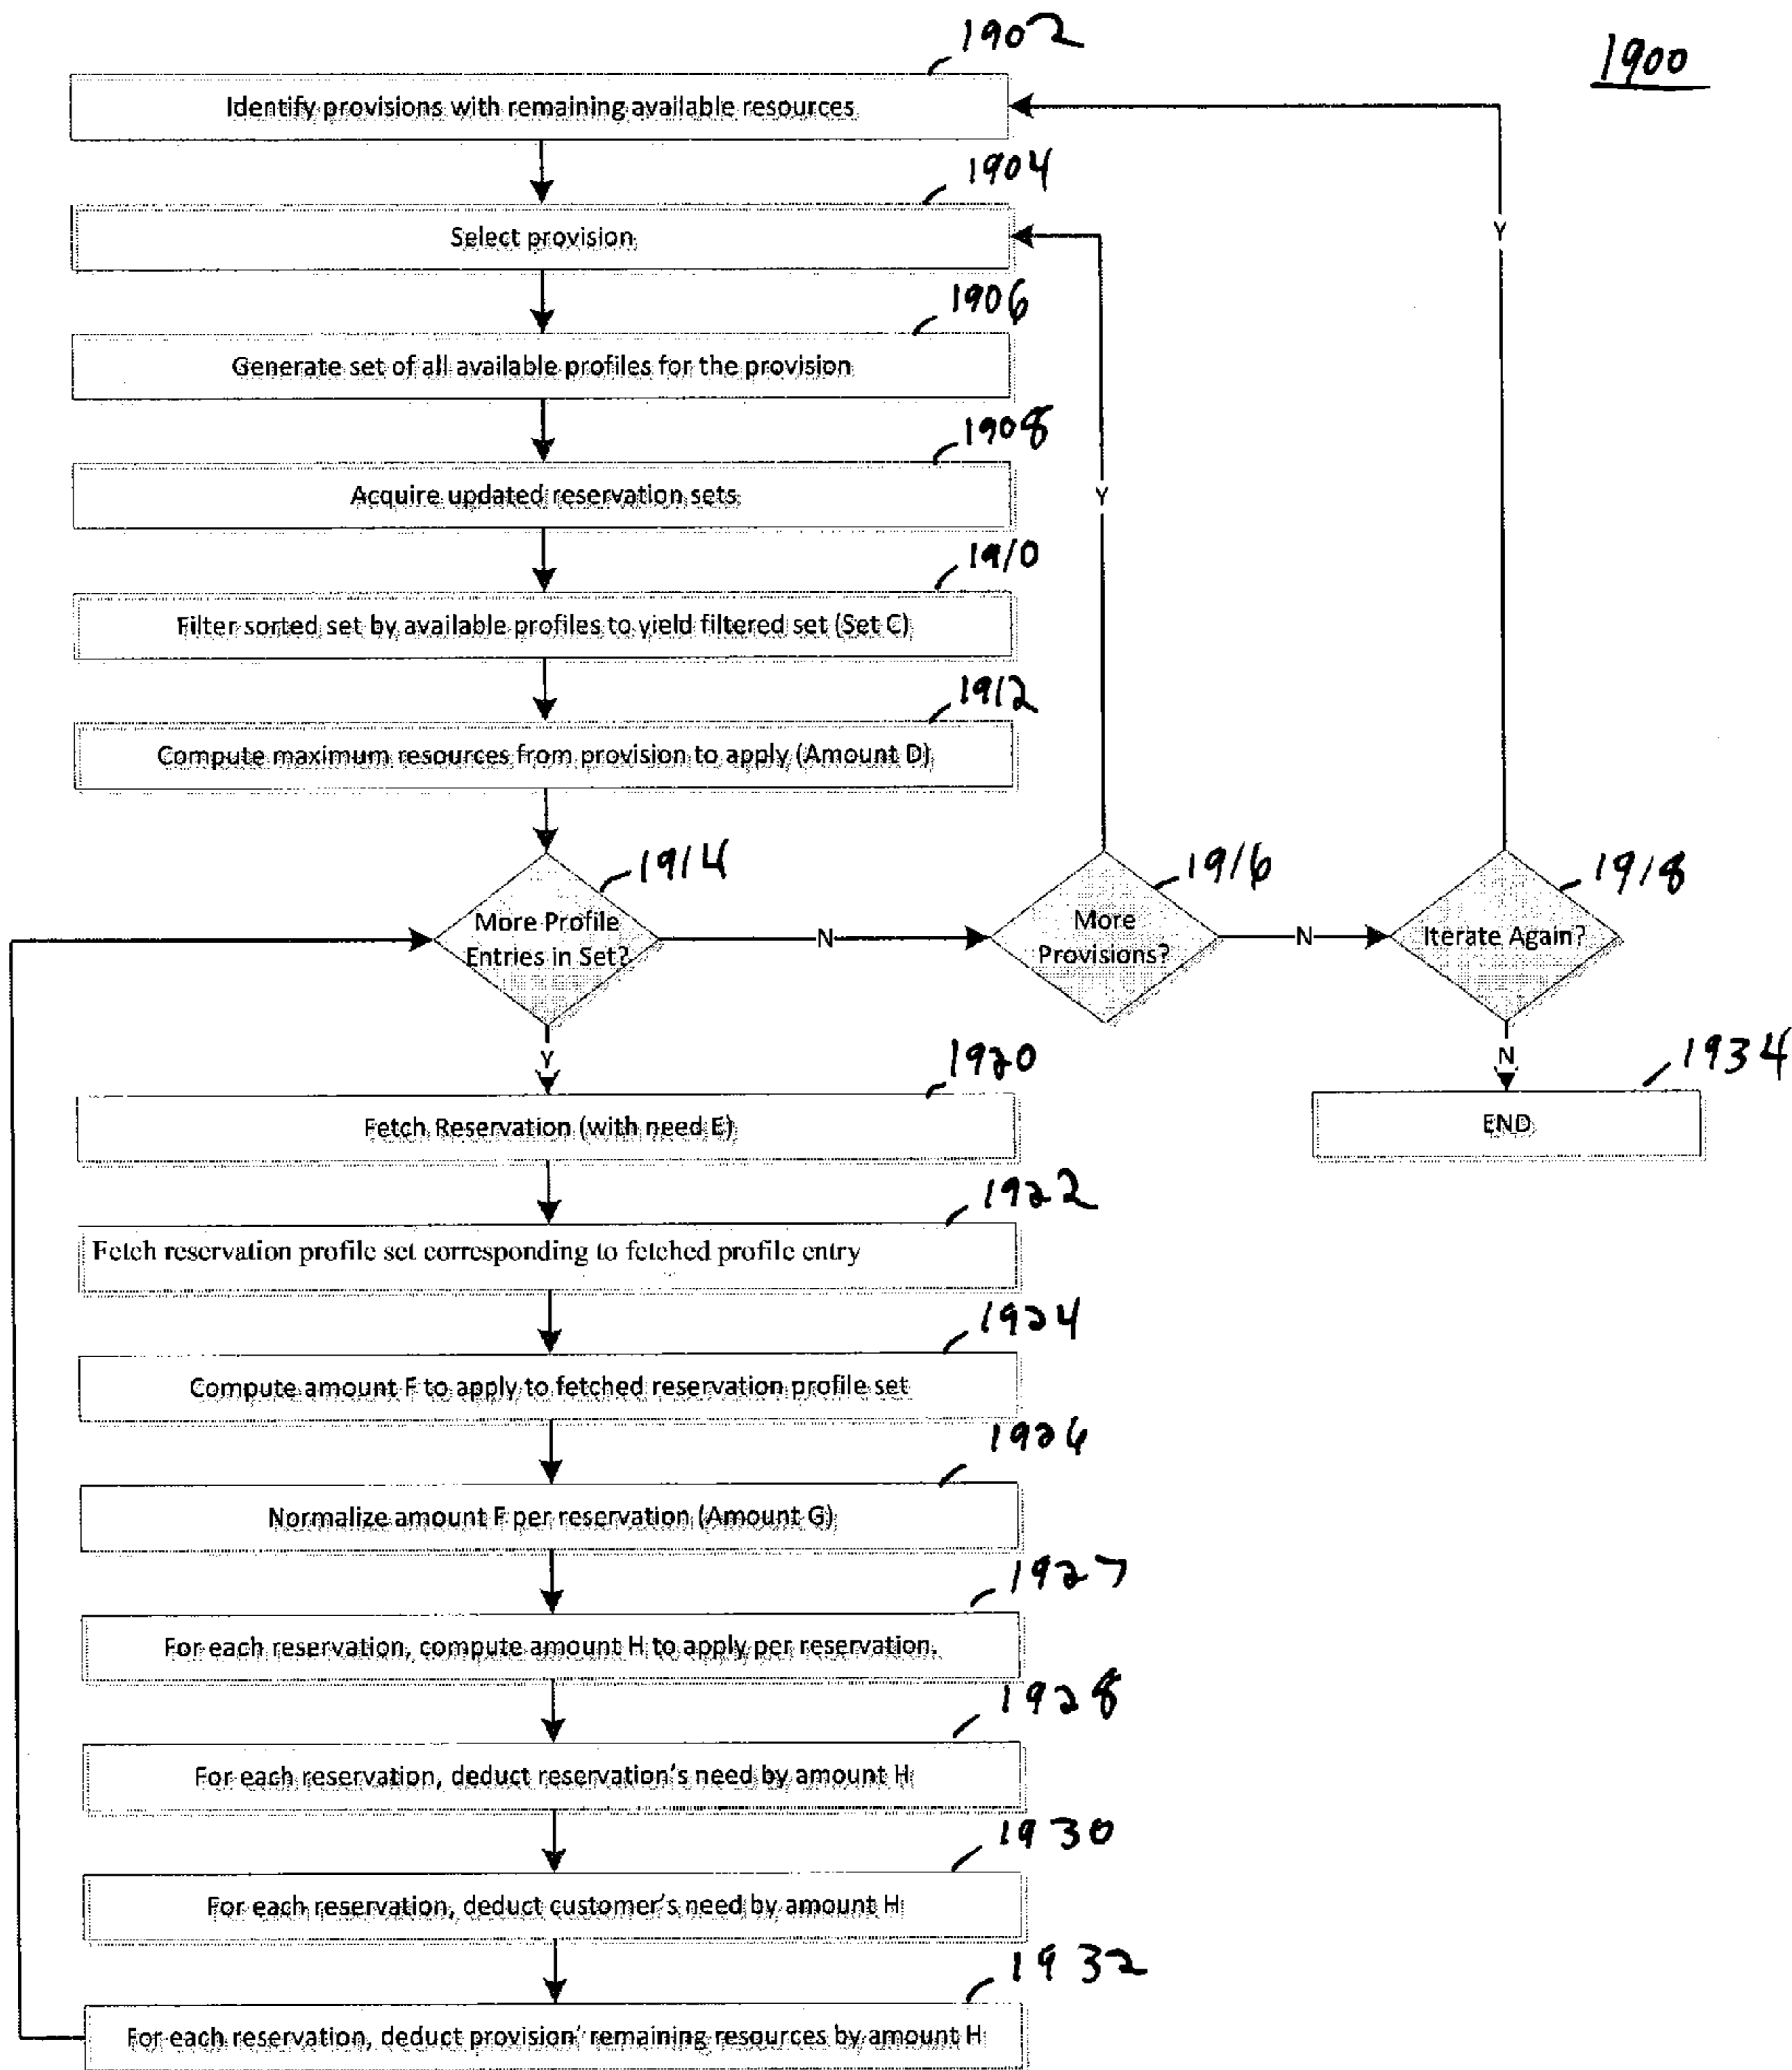 1900
1902
Identify provisions with remaining available resources
1904
Select provision
1906
Generate set of all available profiles for the provision
1908
Acquire updated reservation sets
1910
Filter sorted set by available profiles to yield filtered set (Set C)
1912
Compute maximum resources from provision to apply (Amount D)
Y
Y
1914
More Profile
Entries in Set?
N
1916
More
Provisions?
N
1918
Iterate Again?
Y
N
1920
Fetch Reservation (with need E)
1934
END
1922
Fetch reservation profile set corresponding to fetched profile entry
1924
Compute amount F to apply to fetched reservation profile set
1926
Normalize amount F per reservation (Amount G)
1927
For each reservation, compute amount H to apply per reservation.
1928
For each reservation, deduct reservation's need by amount H
1930
For each reservation, deduct customer's need by amount H
1932
For each reservation, deduct provision' remaining resources by amount H